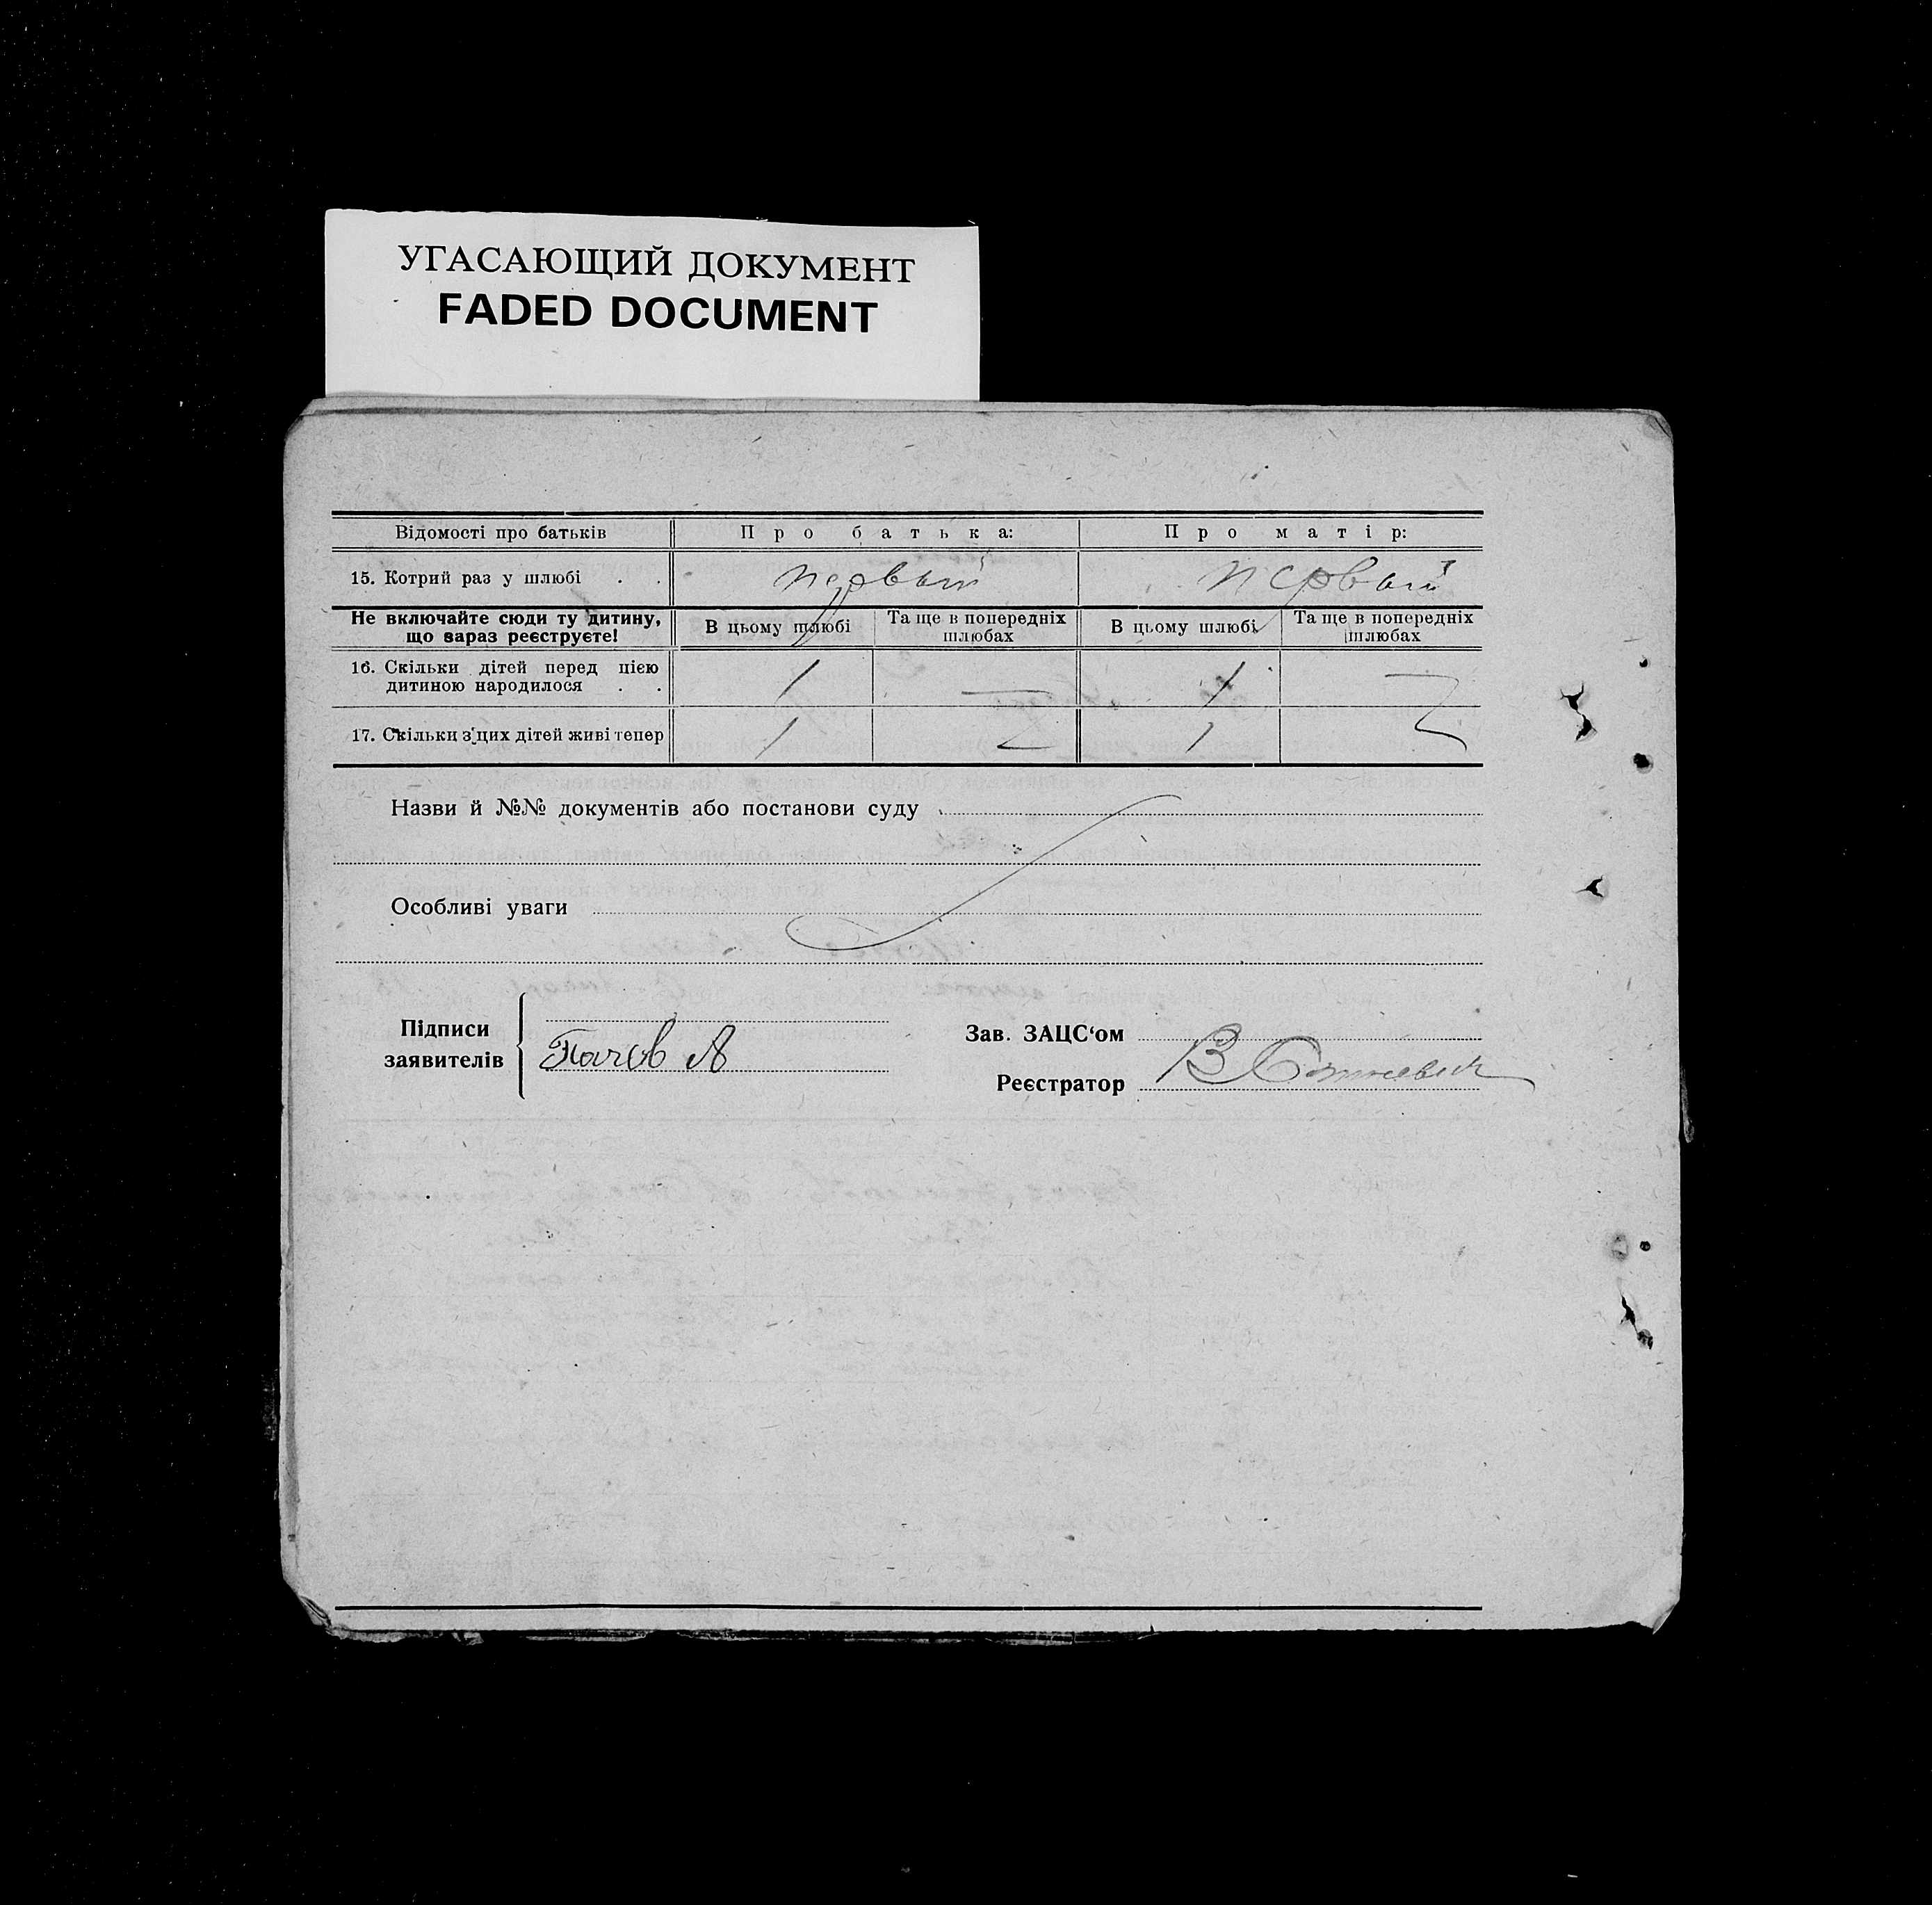 УГАСАЮЩИЙ ДОКУМЕНТ
FADED DOCUMENT
Відомості про батьків Про батька: Про матір:
15. Котрий раз у шлюбі . . первый первый
Не включайте сюди ту дитину, що зараз реєструєте! В цьому шлюбі Та ще в попередніх шлюбах В цьому шлюбі Та ще в попередніх шлюбах
16. Скільки дітей перед цією дитиною народилося . . 1 1
17. Скільки з цих дітей живі тепер 1 1
Назви й №№ документів або постанови суду
Особливі уваги
Підписи заявителів
А
Зав. ЗАЦС‘ом
Реєстратор В